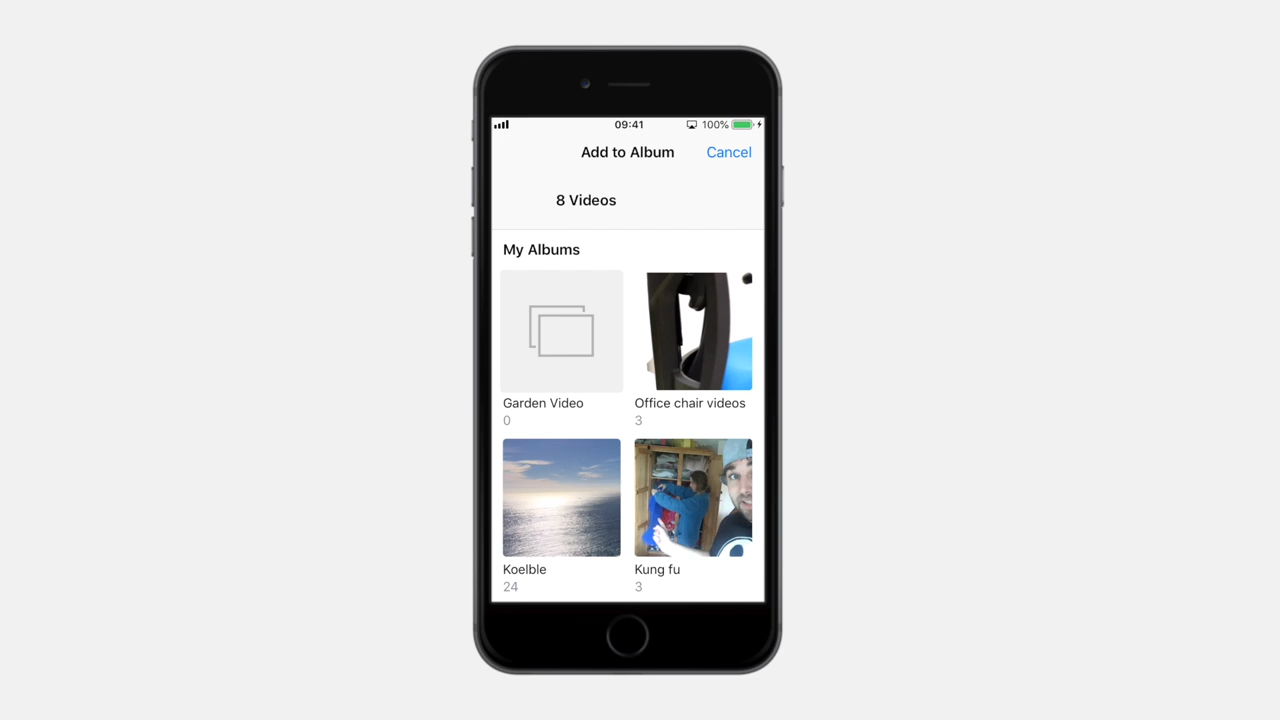 09:41 100%
Add to Album Cancel
8 Videos
My Albums
Garden Video Office chair videos
0 3
Koelble Kung fu
24 3